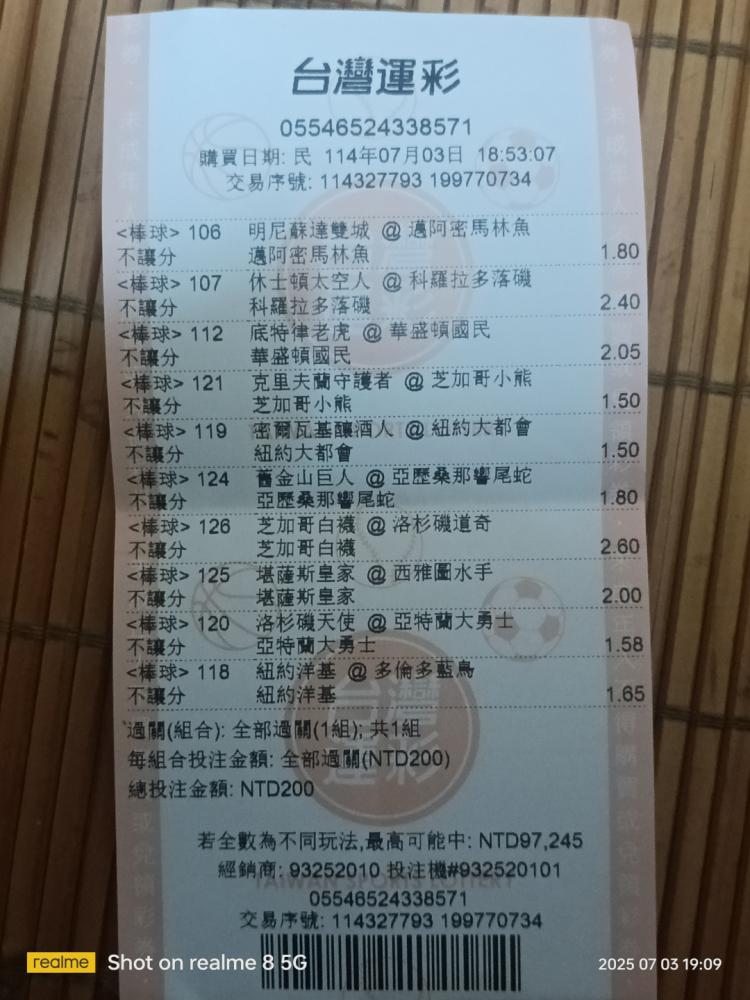 台灣運彩
05546524338571
購買日期: 民 114年07月03日 18:53:07
交易序號: 114327793 199770734
<棒球> 106 明尼蘇達雙城 @ 邁阿密馬林魚
不讓分 邁阿密馬林魚 1.80
<棒球> 107 休士頓太空人 @ 科羅拉多落磯
不讓分 科羅拉多落磯 2.40
<棒球> 112 底特律老虎 @ 華盛頓國民
不讓分 華盛頓國民 2.05
<棒球> 121 克里夫蘭守護者 @ 芝加哥小熊
不讓分 芝加哥小熊 1.50
<棒球> 119 密爾瓦基釀酒人 @ 紐約大都會
不讓分 紐約大都會 1.50
<棒球> 124 舊金山巨人 @ 亞歷桑那響尾蛇
不讓分 亞歷桑那響尾蛇 1.80
<棒球> 126 芝加哥白襪 @ 洛杉磯道奇
不讓分 芝加哥白襪 2.60
<棒球> 125 堪薩斯皇家 @ 西雅圖水手
不讓分 堪薩斯皇家 2.00
<棒球> 120 洛杉磯天使 @ 亞特蘭大勇士
不讓分 亞特蘭大勇士 1.58
<棒球> 118 紐約洋基 @ 多倫多藍鳥
不讓分 紐約洋基 1.65
過關(組合): 全部過關(1組); 共1組
每組合投注金額: 全部過關(NTD200)
總投注金額: NTD200
台灣運彩
若全數為不同玩法,最高可能中: NTD97,245
經銷商: 93252010 投注機#932520101
TAIWAN SPORTS LOTTERY
05546524338571
交易序號: 114327793 199770734
realme Shot on realme 8 5G
2025 07 03 19:09